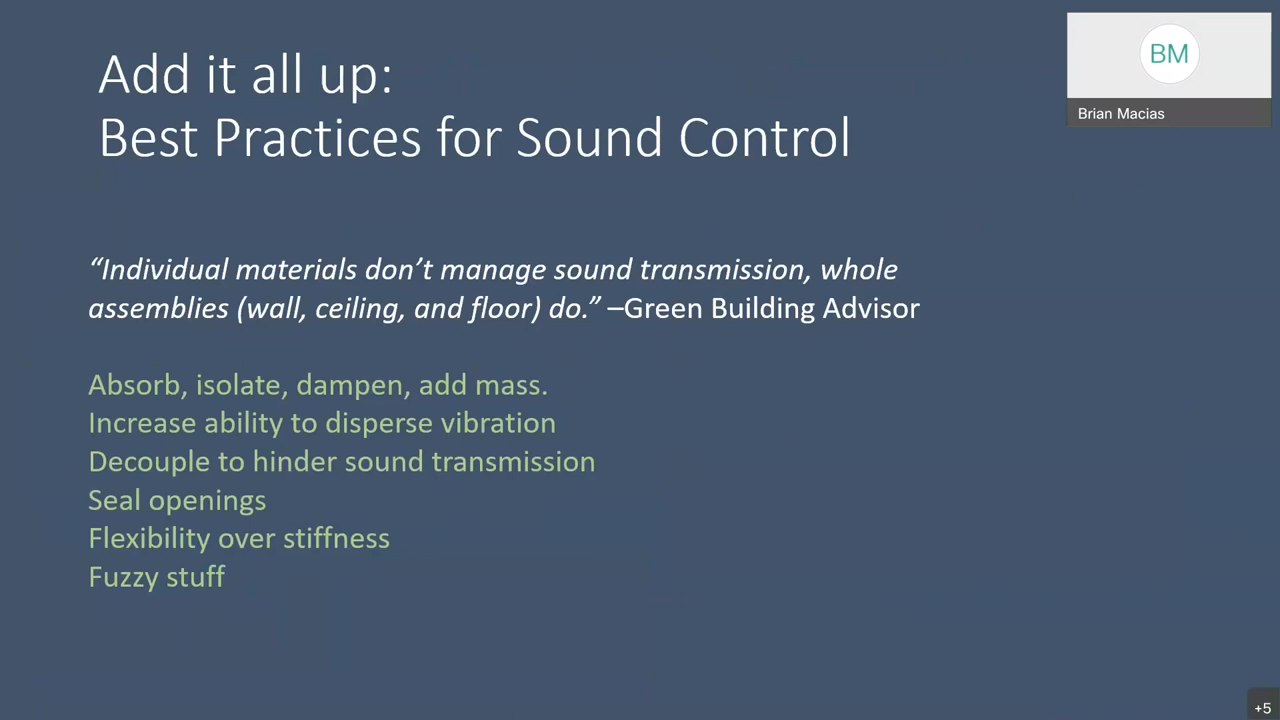 Add it all up:
Best Practices for Sound Control
BM
Brian Macias
“Individual materials don’t manage sound transmission, whole
assemblies (wall, ceiling, and floor) do.” –Green Building Advisor
Absorb, isolate, dampen, add mass.
Increase ability to disperse vibration
Decouple to hinder sound transmission
Seal openings
Flexibility over stiffness
Fuzzy stuff
+5